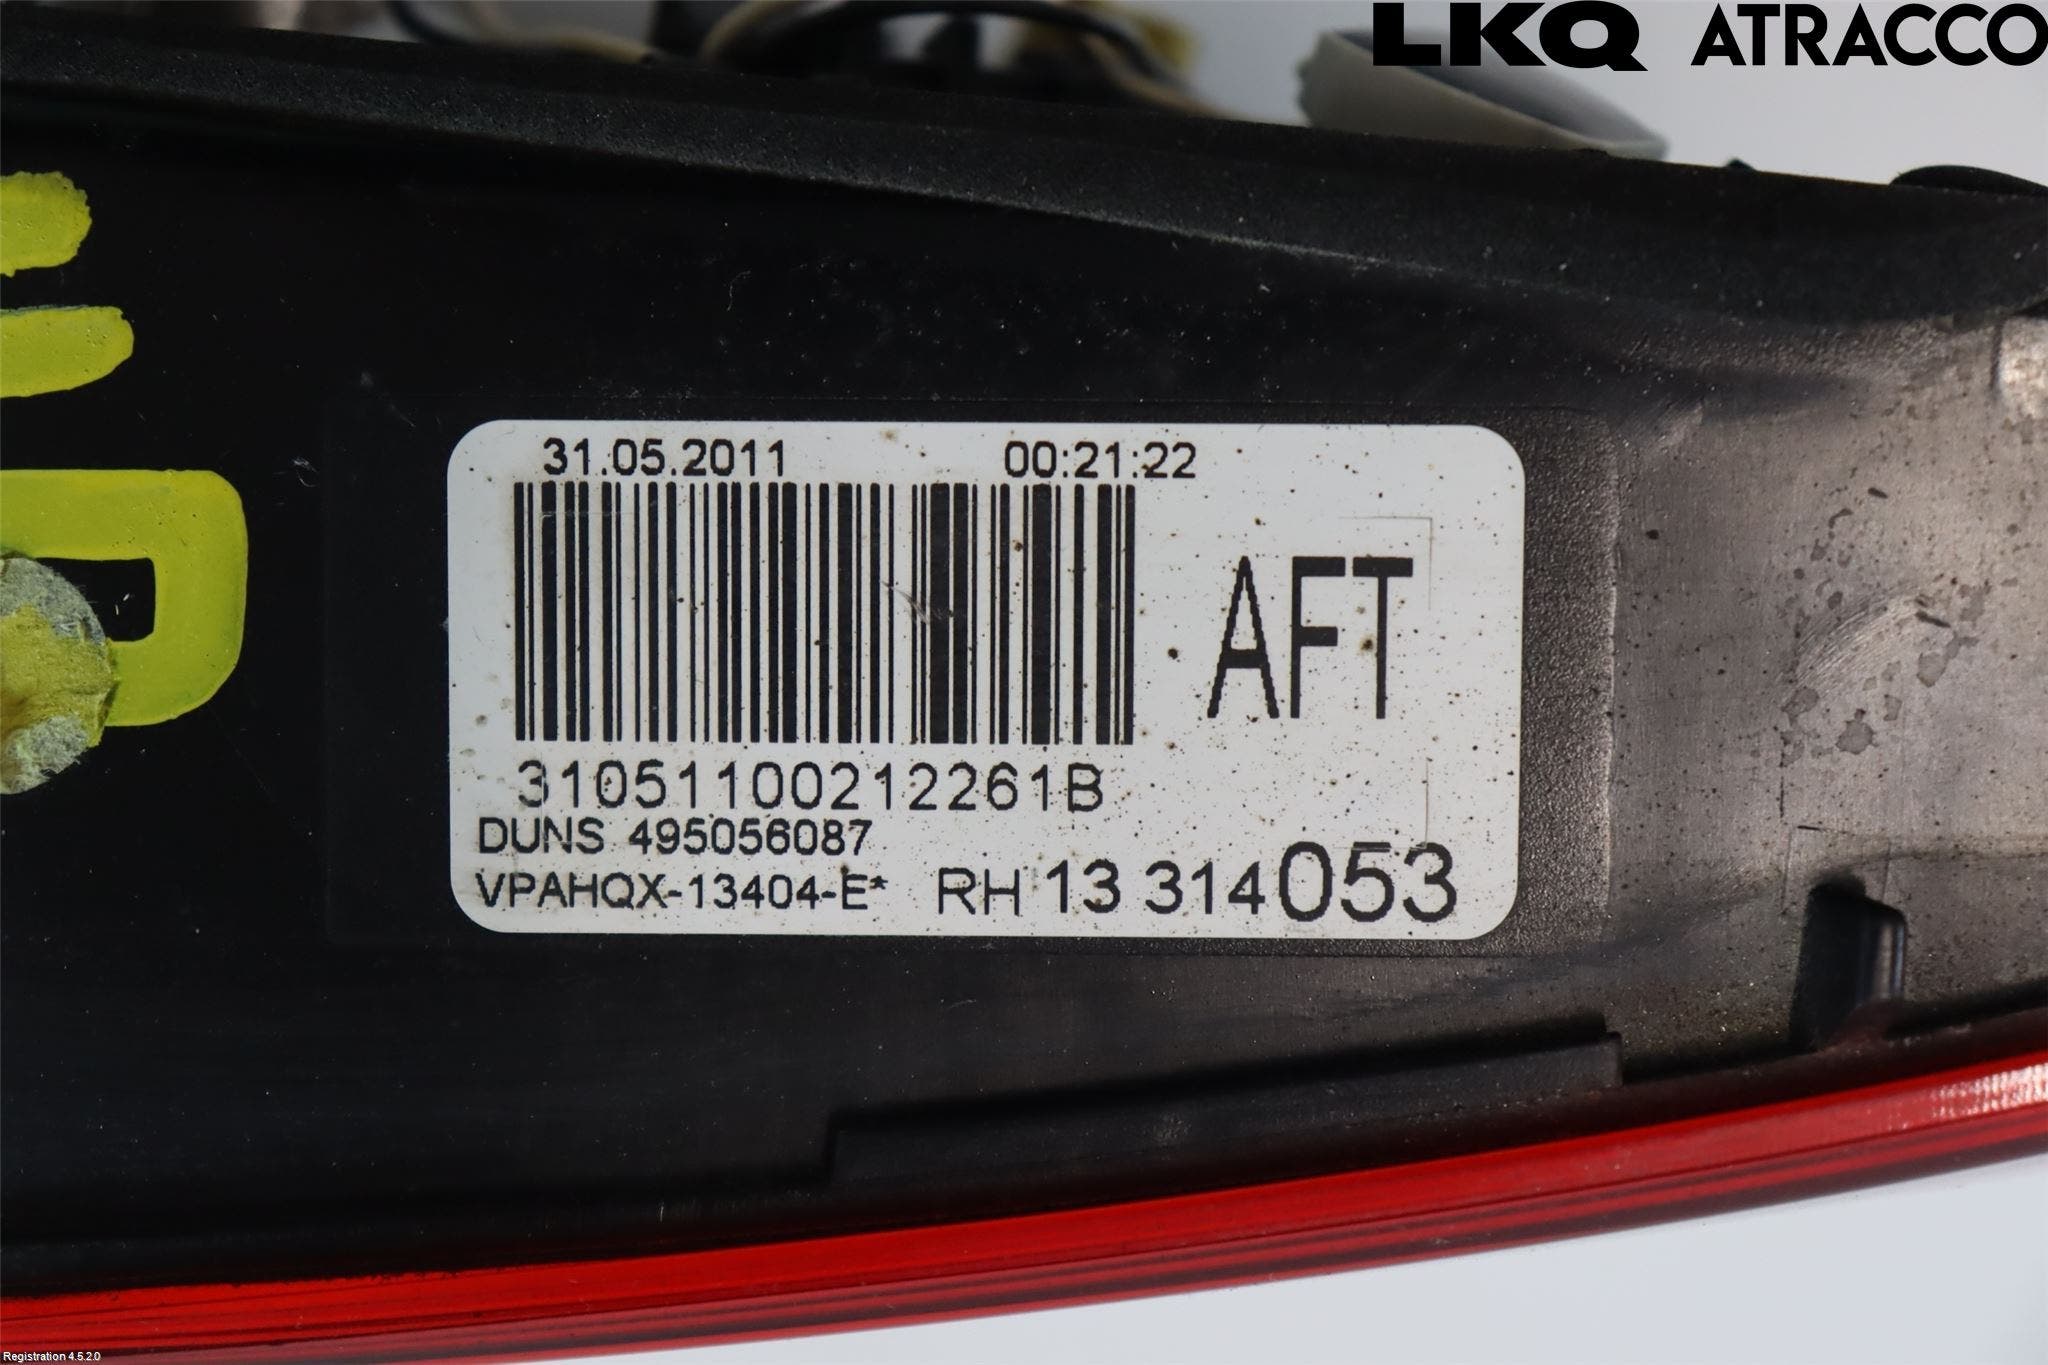 LKQ ATRACCO
31.05.2011 00:21:22
AFT
31051100212261B
DUNS 495056087
VPAHQX-13404-E* RH 13 314053
Registration 4.5.2.0